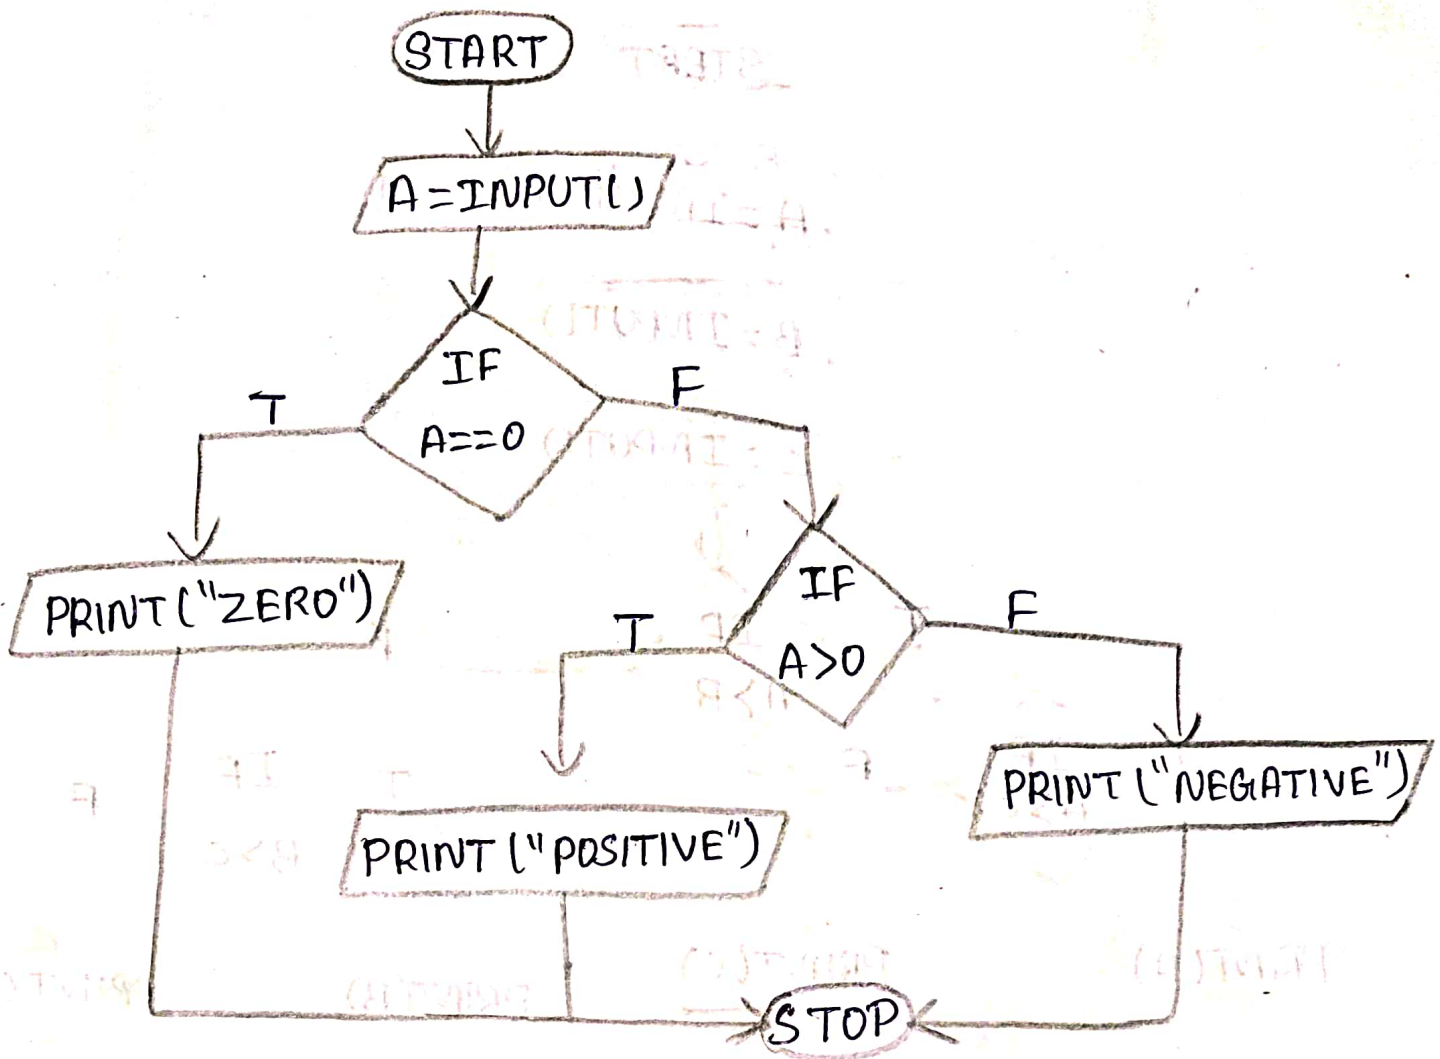 START
A=INPUT()
IF
A==0
T
F
PRINT("ZERO")
IF
A>0
T
F
PRINT("POSITIVE")
PRINT("NEGATIVE")
STOP